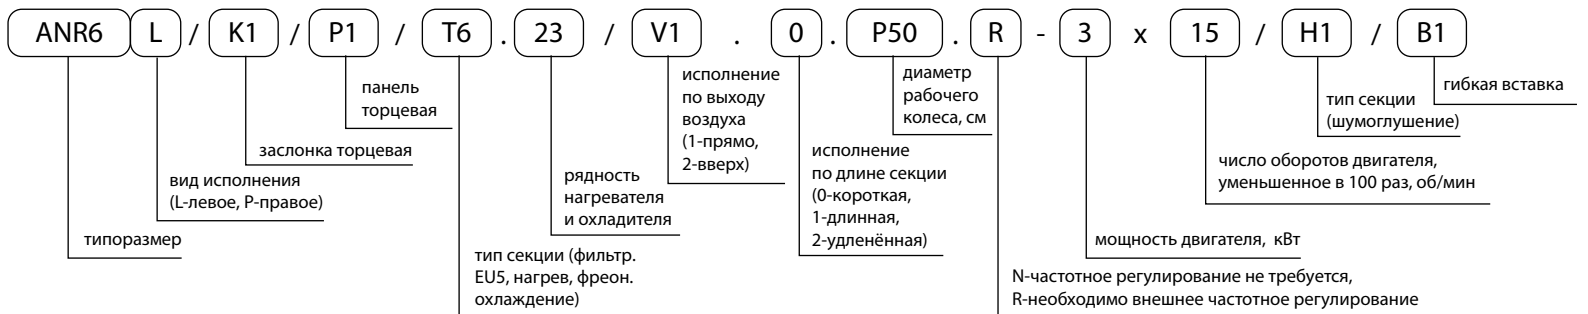 ANR6 L / K1 / P1 / T6 . 23 / V1 . 0 . P50 . R - 3 x 15 / H1 / B1
типоразмер
вид исполнения
(L-левое, P-правое)
заслонка торцевая
панель
торцевая
тип секции (фильтр.
EU5, нагрев, фреон.
охлаждение)
рядность
нагревателя
и охладителя
исполнение
по выходу
воздуха
(1-прямо,
2-вверх)
исполнение
по длине секции
(0-короткая,
1-длинная,
2-удленённая)
диаметр
рабочего
колеса, см
N-частотное регулирование не требуется,
R-необходимо внешнее частотное регулирование
мощность двигателя, кВт
число оборотов двигателя,
уменьшенное в 100 раз, об/мин
тип секции
(шумоглушение)
гибкая вставка